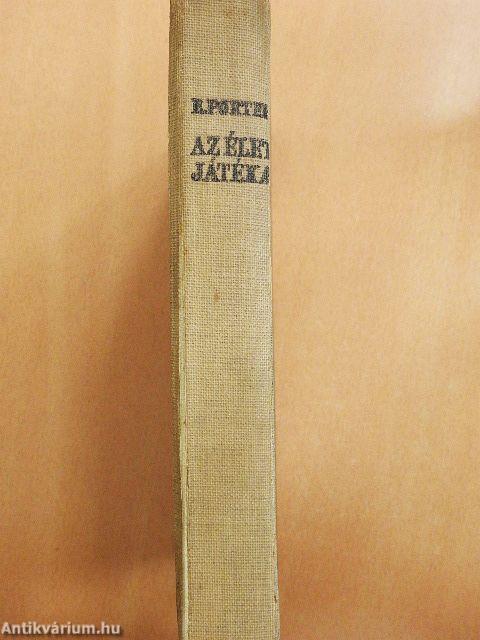 E. PORTER
AZ ÉLET
JÁTÉKA
Antikvárium.hu